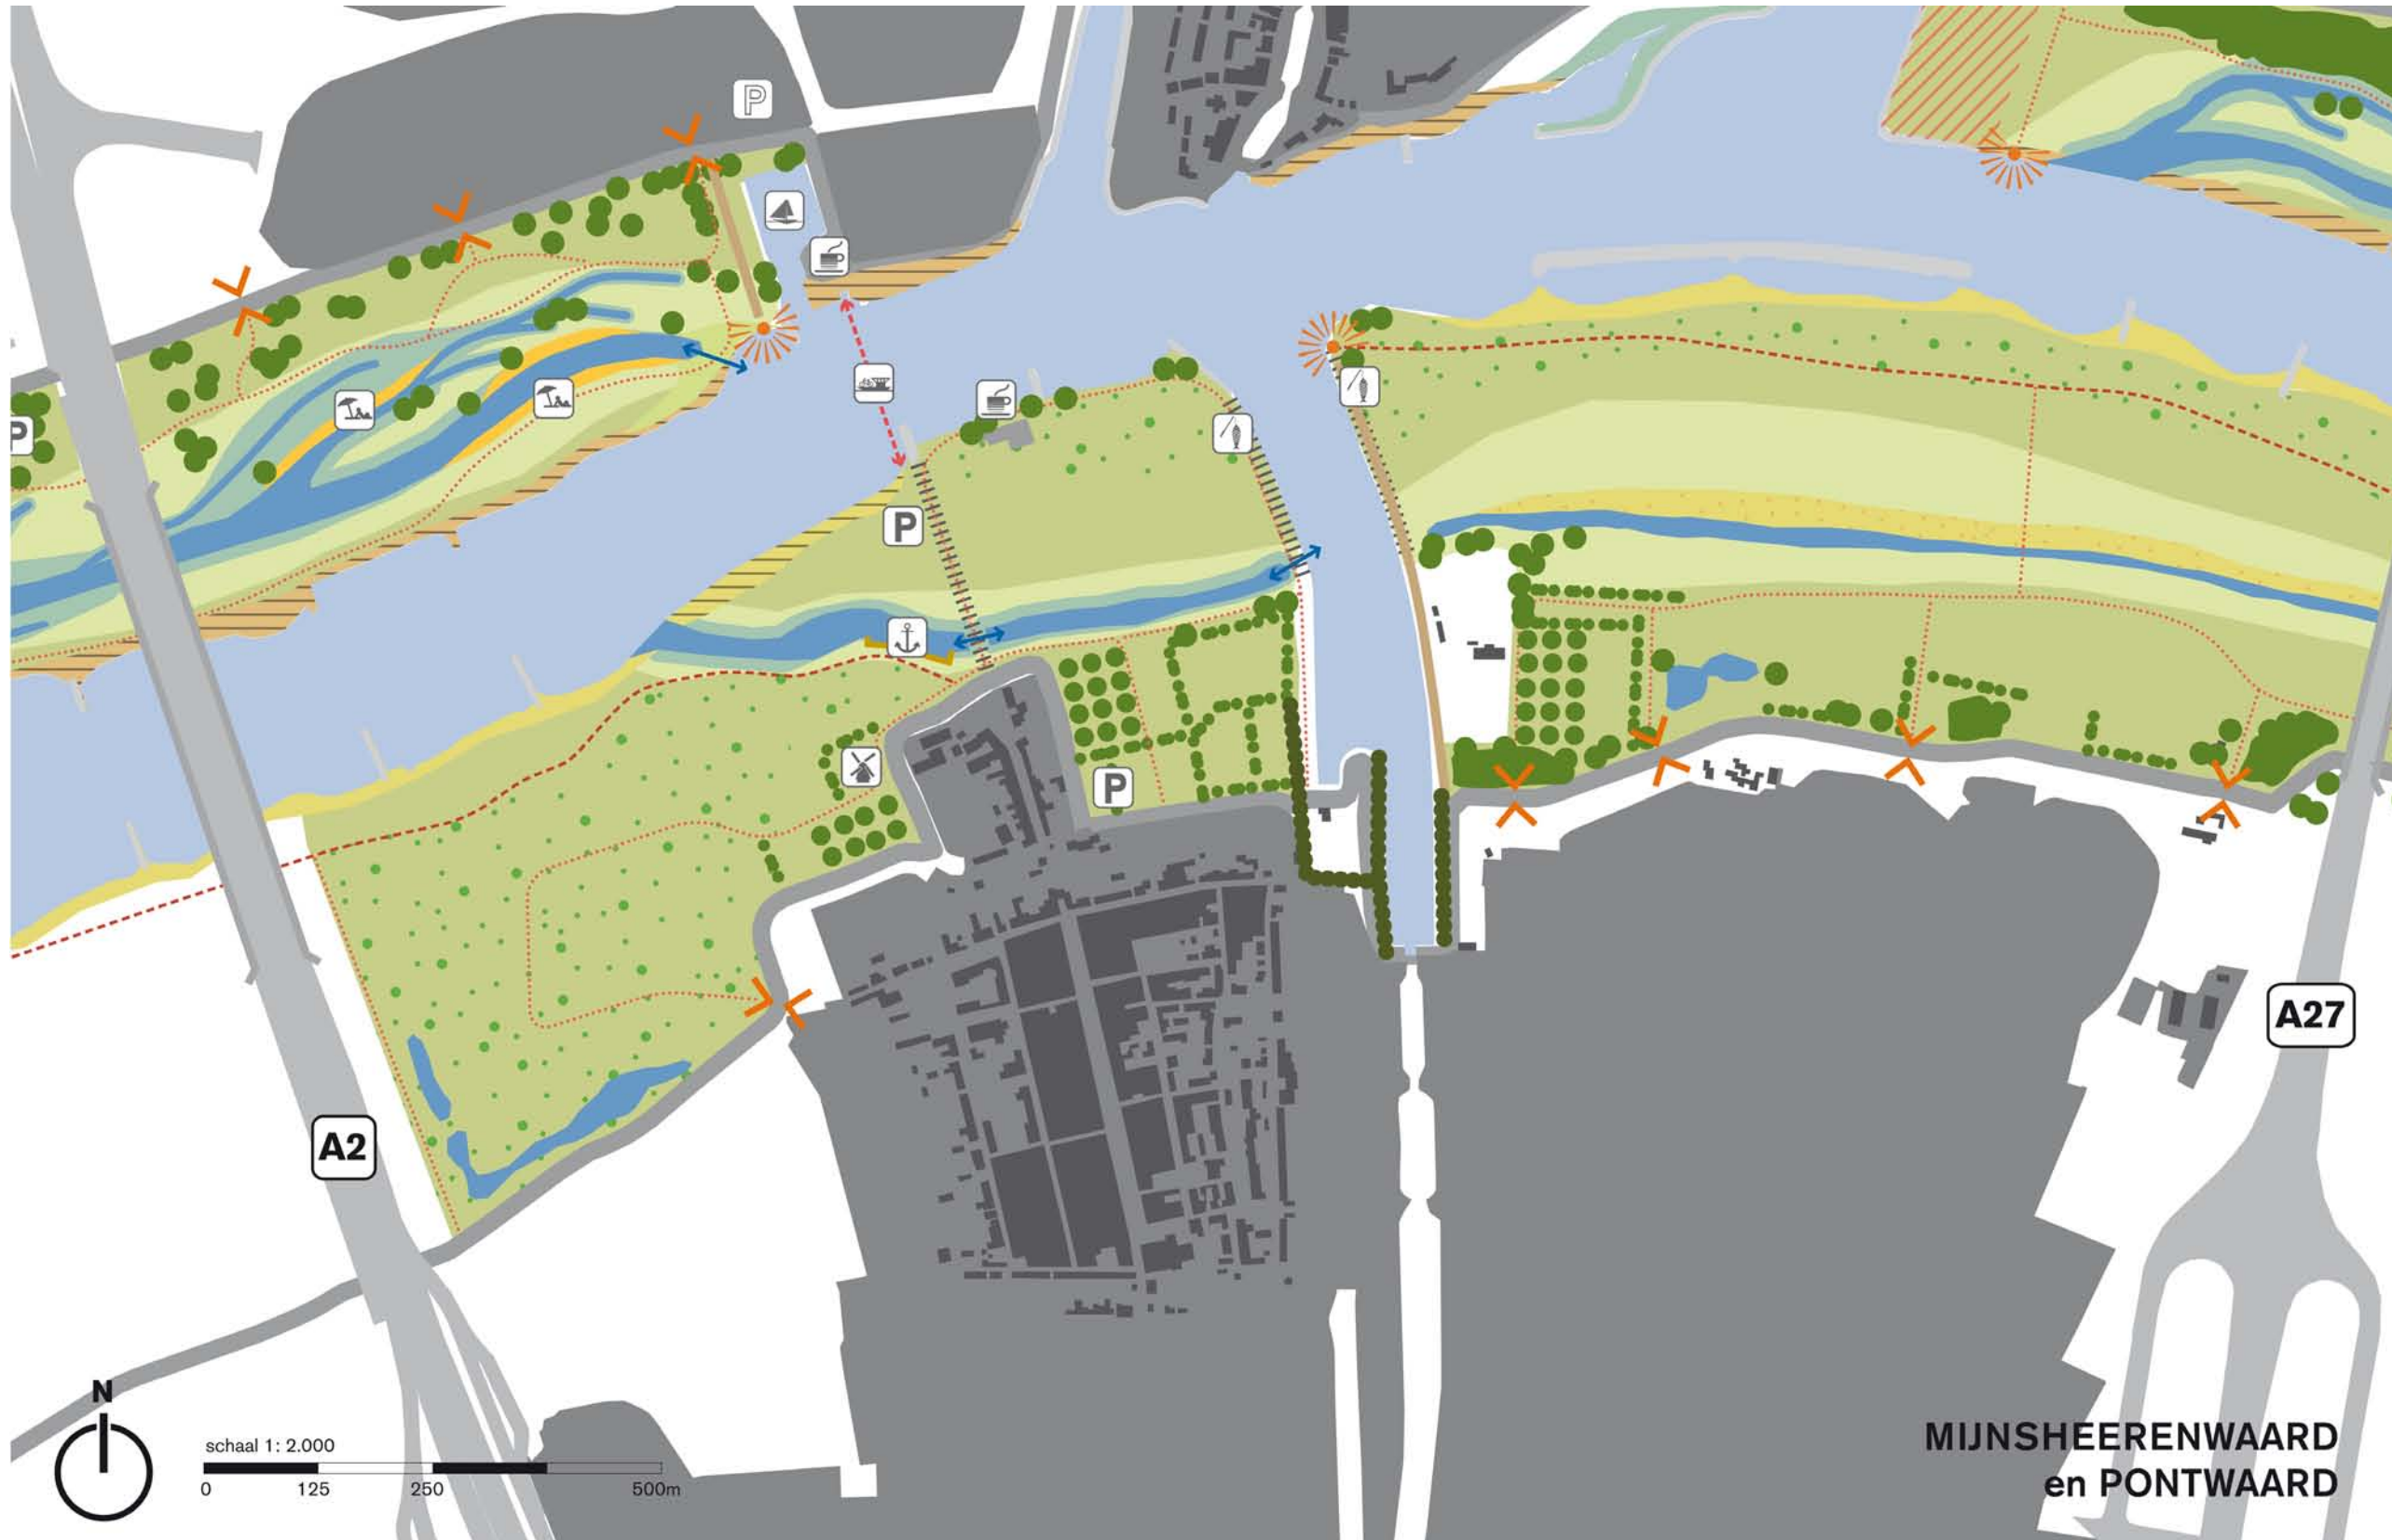 P
P
P
P
A27
A2
N
schaal 1: 2.000
0 125 250 500m
MIJNSHEERENWAARD
en PONTWAARD